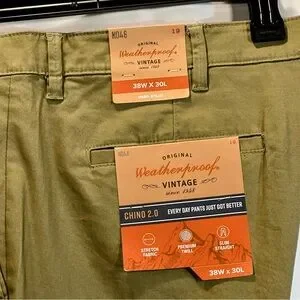 M046 19
ORIGINAL
Weatherproof
VINTAGE
since 1948
38W X 30L
ORIGINAL
Weatherproof
VINTAGE
since 1948
CHINO 2.0 EVERY DAY PANTS JUST GOT BETTER
STRETCH FABRIC
PREMIUM TWILL
SLIM STRAIGHT
38W x 30L